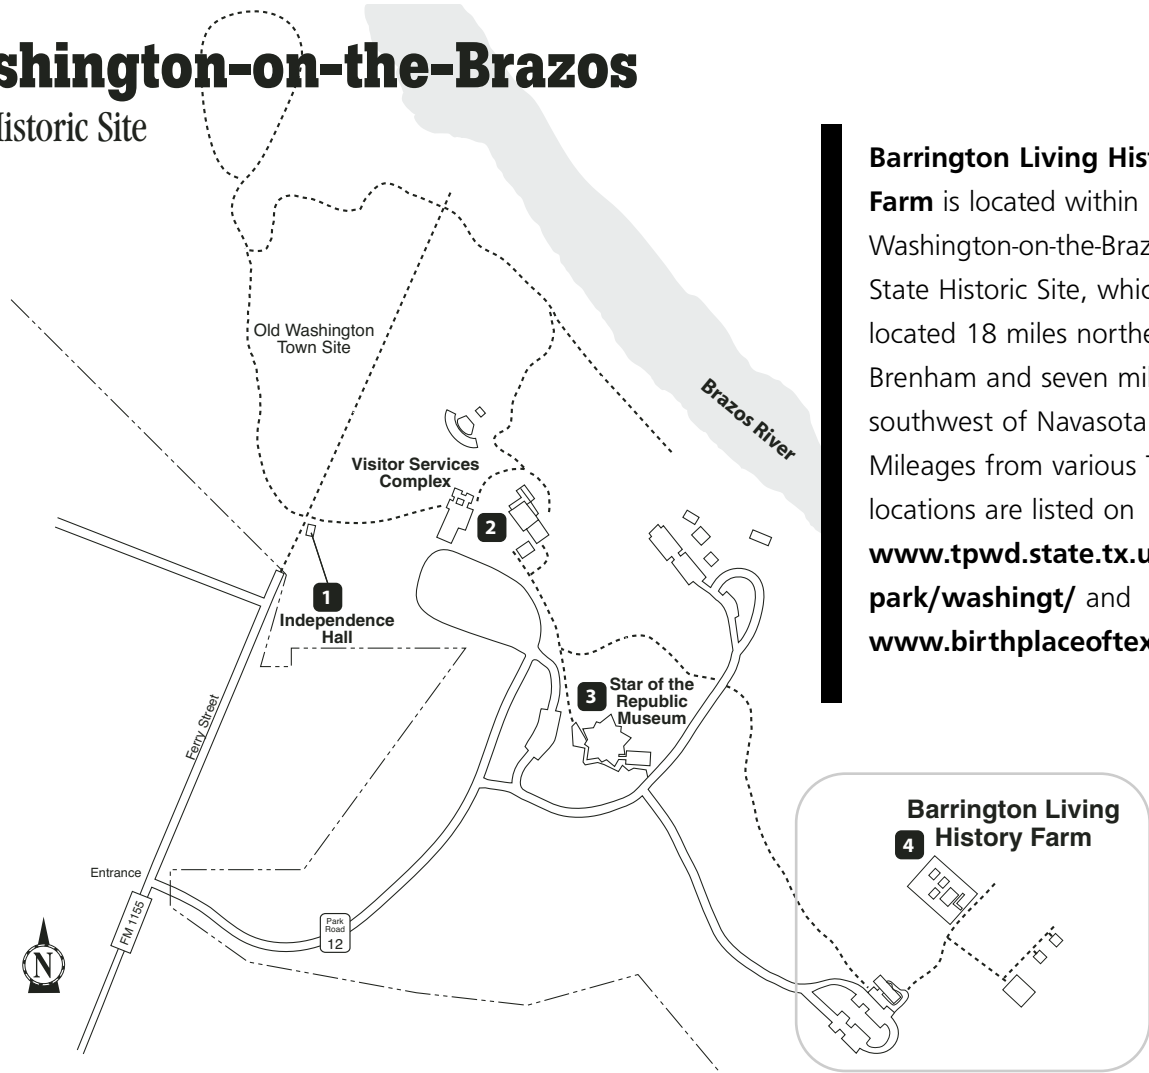 shington-on-the-Brazos
Historic Site
Barrington Living Hist
Farm is located within
Washington-on-the-Braz
State Historic Site, whic
located 18 miles northe
Brenham and seven mil
southwest of Navasota
Mileages from various T
locations are listed on
www.tpwd.state.tx.u
park/washingt/ and
www.birthplaceoftex
Old Washington
Town Site
Brazos River
Visitor Services
Complex
2
1
Independence
Hall
3
Star of the
Republic
Museum
Ferry Street
Barrington Living
4 History Farm
Entrance
FM 1155
Park
Road
12
N